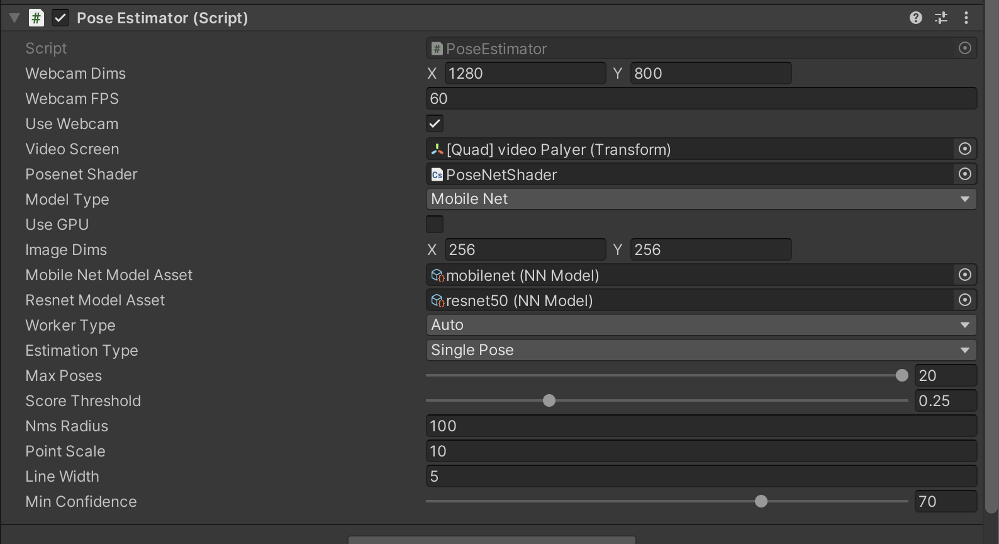 Pose Estimator (Script)
Script PoseEstimator
Webcam Dims X 1280 Y 800
Webcam FPS 60
Use Webcam
Video Screen [Quad] video Palyer (Transform)
Posenet Shader PoseNetShader
Model Type Mobile Net
Use GPU
Image Dims X 256 Y 256
Mobile Net Model Asset mobilenet (NN Model)
Resnet Model Asset resnet50 (NN Model)
Worker Type Auto
Estimation Type Single Pose
Max Poses 20
Score Threshold 0.25
Nms Radius 100
Point Scale 10
Line Width 5
Min Confidence 70